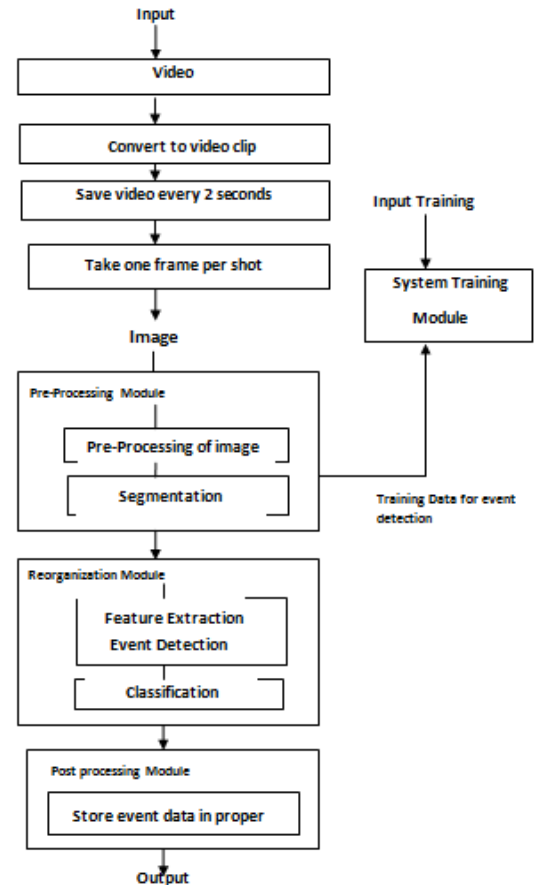 Input
Video
Convert to video clip
Save video every 2 seconds
Take one frame per shot
Image
Pre-Processing Module
Pre-Processing of image
Segmentation
Input Training
System Training
Module
Training Data for event
detection
Reorganization Module
Feature Extraction
Event Detection
Classification
Post processing Module
Store event data in proper
Output